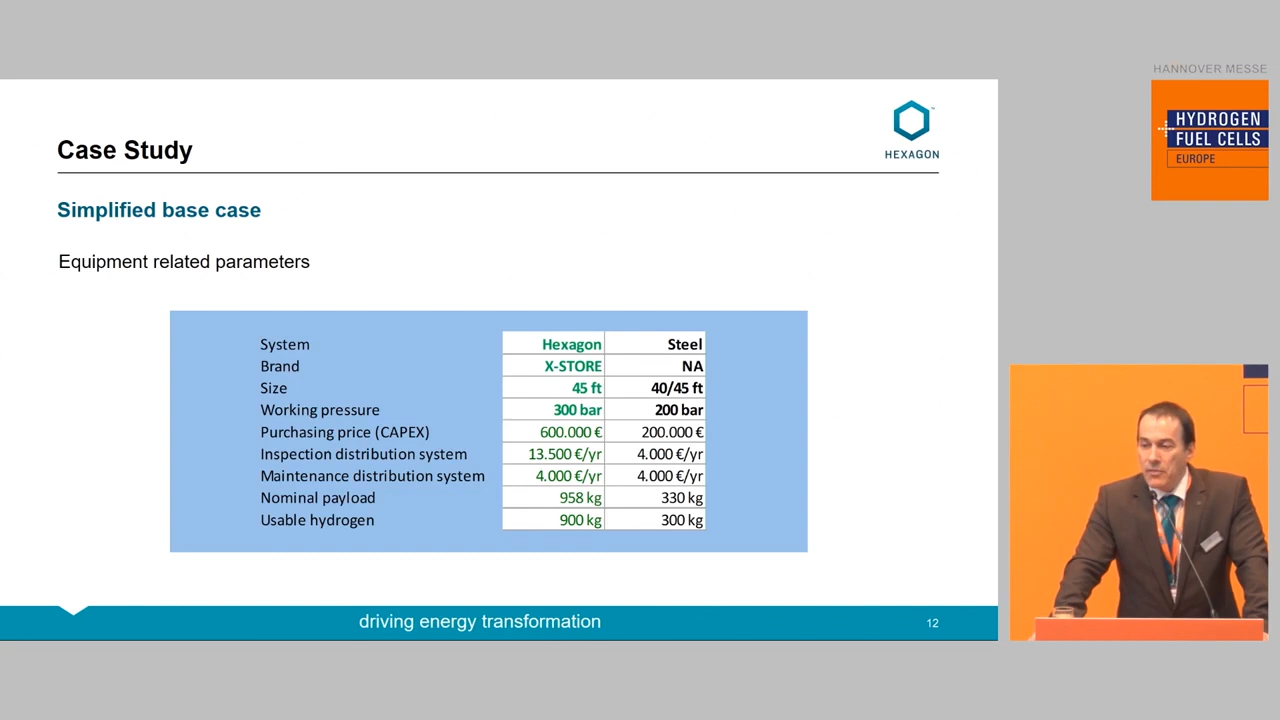 HANNOVER MESSE
HYDROGEN
FUEL CELLS
EUROPE
Case Study
HEXAGON
Simplified base case
Equipment related parameters
System Hexagon Steel
Brand X-STORE NA
Size 45 ft 40/45 ft
Working pressure 300 bar 200 bar
Purchasing price (CAPEX) 600.000 € 200.000 €
Inspection distribution system 13.500 €/yr 4.000 €/yr
Maintenance distribution system 4.000 €/yr 4.000 €/yr
Nominal payload 958 kg 330 kg
Usable hydrogen 900 kg 300 kg
driving energy transformation 12